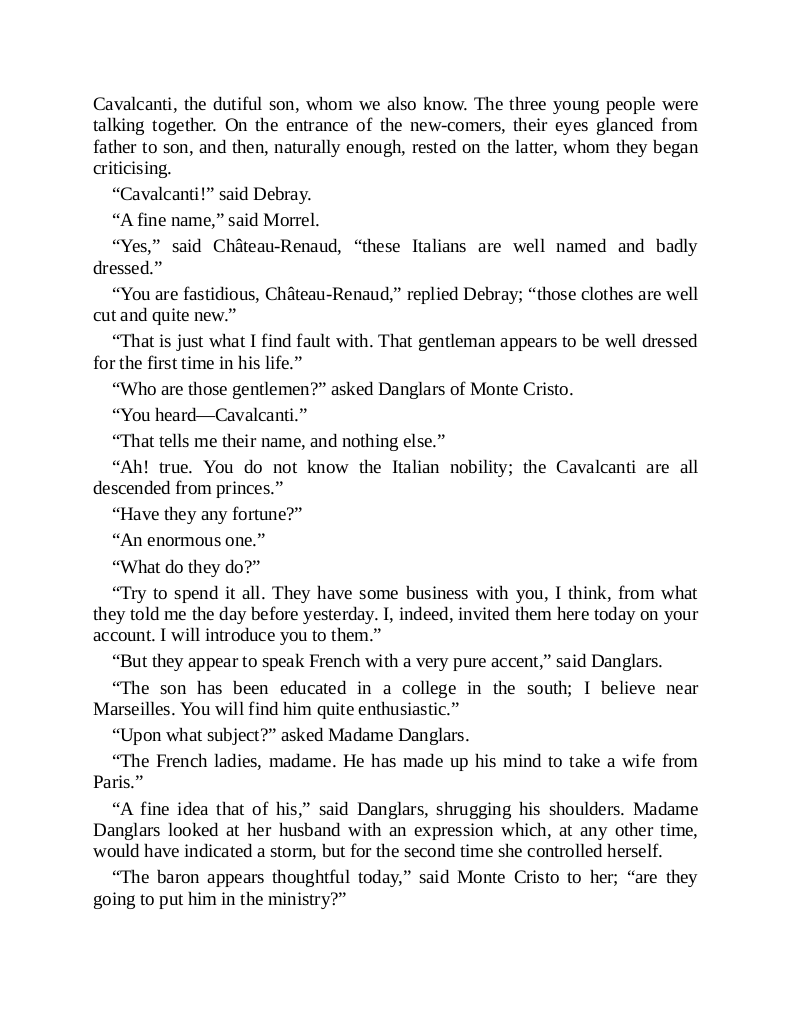 Cavalcanti, the dutiful son, whom we also know. The three young people were
talking together. On the entrance of the new-comers, their eyes glanced from
father to son, and then, naturally enough, rested on the latter, whom they began
criticising.
“Cavalcanti!” said Debray.
“A fine name,” said Morrel.
“Yes,” said Château-Renaud, “these Italians are well named and badly
dressed.”
“You are fastidious, Château-Renaud,” replied Debray; “those clothes are well
cut and quite new.”
“That is just what I find fault with. That gentleman appears to be well dressed
for the first time in his life.”
“Who are those gentlemen?” asked Danglars of Monte Cristo.
“You heard—Cavalcanti.”
“That tells me their name, and nothing else.”
“Ah! true. You do not know the Italian nobility; the Cavalcanti are all
descended from princes.”
“Have they any fortune?”
“An enormous one.”
“What do they do?”
“Try to spend it all. They have some business with you, I think, from what
they told me the day before yesterday. I, indeed, invited them here today on your
account. I will introduce you to them.”
“But they appear to speak French with a very pure accent,” said Danglars.
“The son has been educated in a college in the south; I believe near
Marseilles. You will find him quite enthusiastic.”
“Upon what subject?” asked Madame Danglars.
“The French ladies, madame. He has made up his mind to take a wife from
Paris.”
“A fine idea that of his,” said Danglars, shrugging his shoulders. Madame
Danglars looked at her husband with an expression which, at any other time,
would have indicated a storm, but for the second time she controlled herself.
“The baron appears thoughtful today,” said Monte Cristo to her; “are they
going to put him in the ministry?”